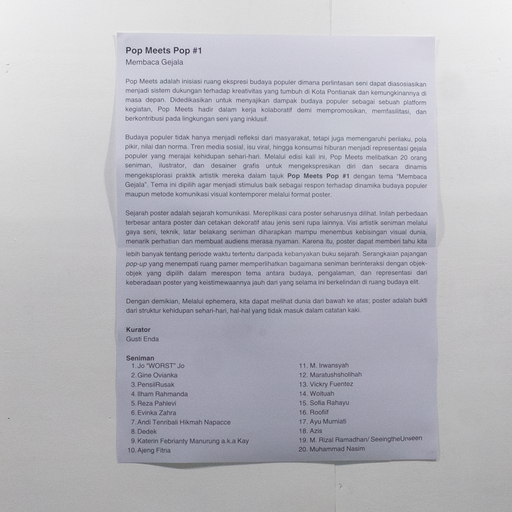 Pop Meets Pop #1
Membaca Gejala
Pop Meets adalah inisiasi ruang ekspresi budaya populer dimana perlintasan seni dapat diasosiasikan
menjadi sistem dukungan terhadap kreativitas yang tumbuh di Kota Pontianak dan kemungkinannya di
masa depan. Didedikasikan untuk menyajikan dampak budaya populer sebagai sebuah platform
kegiatan, Pop Meets hadir dalam kerja kolaboratif demi mempromosikan, memfasilitasi, dan
berkontribusi pada lingkungan seni yang inklusif.
Budaya populer tidak hanya menjadi refleksi dari masyarakat, tetapi juga memengaruhi perilaku, pola
pikir, nilai dan norma. Tren media sosial, isu viral, hingga konsumsi hiburan menjadi representasi gejala
populer yang merajai kehidupan sehari-hari. Melalui edisi kali ini, Pop Meets melibatkan 20 orang
seniman, ilustrator, dan desainer grafis untuk mengekspresikan diri dan secara dinamis
mengeksplorasi praktik artistik mereka dalam tajuk Pop Meets Pop #1 dengan tema "Membaca
Gejala". Tema ini dipilih agar menjadi stimulus baik sebagai respon terhadap dinamika budaya populer
maupun metode komunikasi visual kontemporer melalui format poster.
Sejarah poster adalah sejarah komunikasi. Mereplikasi cara poster seharusnya dilihat. Inilah perbedaan
terbesar antara poster dan cetakan dekoratif atau jenis seni rupa lainnya. Visi artistik seniman melalui
gaya seni, teknik, latar belakang seniman diharapkan mampu menembus kebisingan visual dunia,
menarik perhatian dan membuat audiens merasa nyaman. Karena itu, poster dapat memberi tahu kita
lebih banyak tentang periode waktu tertentu daripada kebanyakan buku sejarah. Serangkaian pajangan
pop-up yang menempati ruang pamer memperlihatkan bagaimana seniman berinteraksi dengan objek-
objek yang dipilih dalam merespon tema antara budaya, pengalaman, dan representasi dari
keberadaan poster yang keistimewaannya jauh dari yang selama ini berkelindan di ruang budaya elit.
Dengan demikian, Melalui ephemera, kita dapat melihat dunia dari bawah ke atas; poster adalah bukti
dari struktur kehidupan sehari-hari, hal-hal yang tidak masuk dalam catatan kaki.
Kurator
Gusti Enda
Seniman
1. Jo "WORST" Jo
2. Gine Ovianka
3. PensilRusak
4. Ilham Rahmanda
5. Reza Pahlevi
6. Evinka Zahra
7. Andi Tenribali Hikmah Napacce
8. Dedek
9. Katerin Febrianty Manurung a.k.a Kay
10. Ajeng Fitria
11. M. Irwansyah
12. Maratushsholihah
13. Vickry Fuentez
14. Woituah
15. Sofia Rahayu
16. Rootlif
17. Ayu Murniati
18. Azis
19. M. Rizal Ramadhan/ SeeingtheUnween
20. Muhammad Nasim